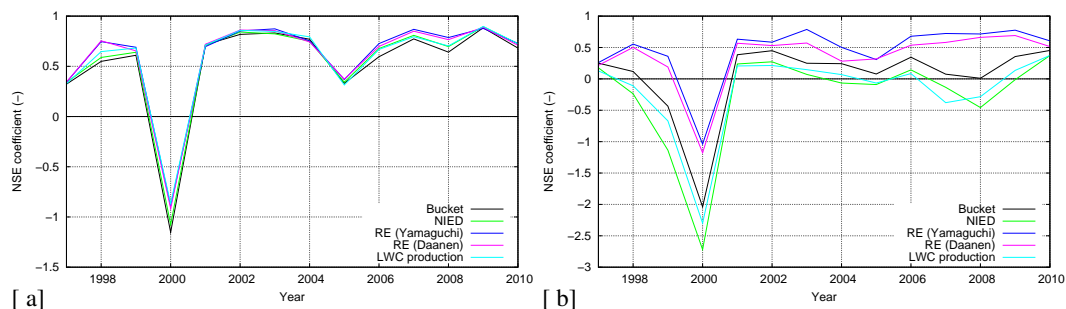 1
0.5
0
−0.5
−1
−1.5
NSE coefficient (−)
1998 2000 2002 2004 2006 2008 2010
Year
Bucket
NIED
RE (Yamaguchi)
RE (Daanen)
LWC production
[ a]
1
0.5
0
−0.5
−1
−1.5
−2
−2.5
−3
NSE coefficient (−)
1998 2000 2002 2004 2006 2008 2010
Year
Bucket
NIED
RE (Yamaguchi)
RE (Daanen)
LWC production
[ b]